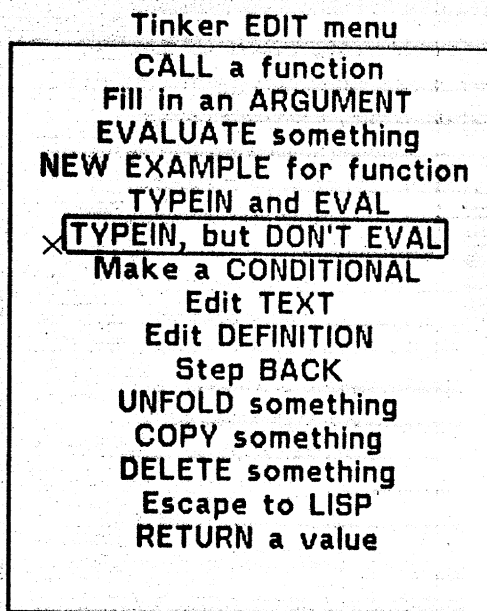 Tinker EDIT menu
CALL a function
Fill in an ARGUMENT
EVALUATE something
NEW EXAMPLE for function
TYPEIN and EVAL
TYPEIN, but DON'T EVAL
Make a CONDITIONAL
Edit TEXT
Edit DEFINITION
Step BACK
UNFOLD something
COPY something
DELETE something
Escape to LISP
RETURN a value